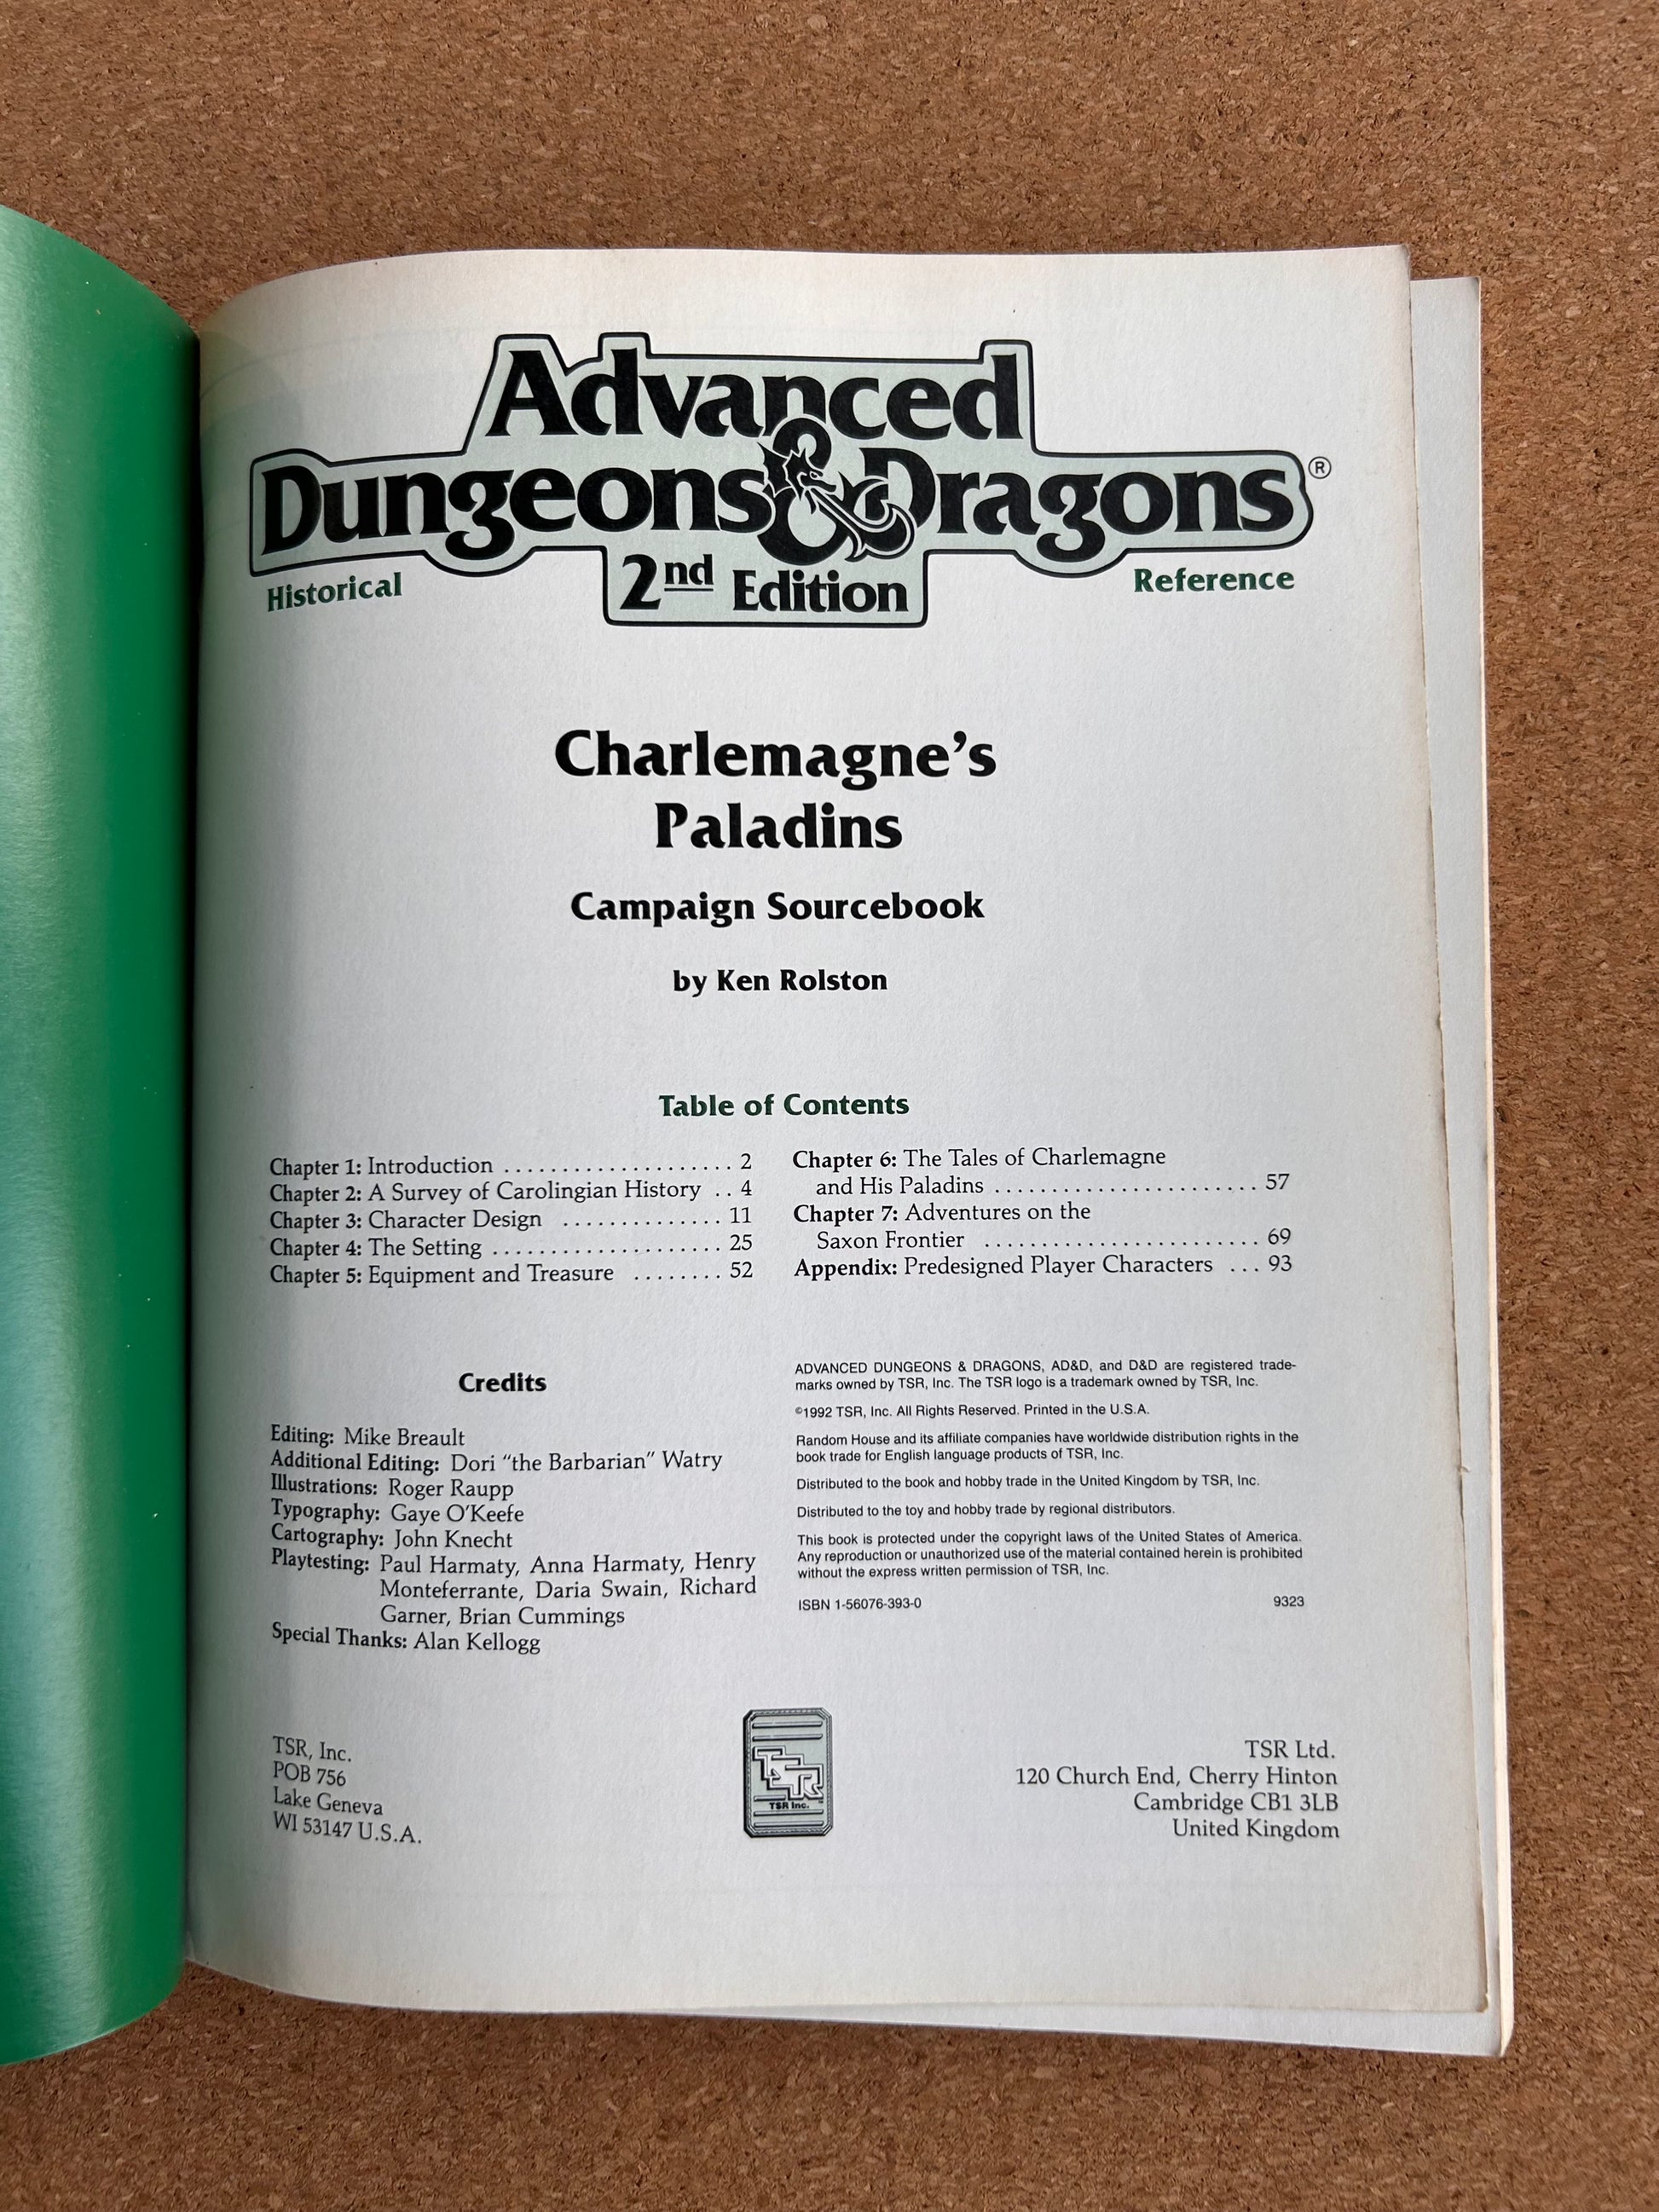 Advanced
Dungeons & Dragons®
2nd Edition
Historical
Reference
Charlemagne's
Paladins
Campaign Sourcebook
by Ken Rolston
Table of Contents
Chapter 1: Introduction . . . . . . . . . . . . . . . . . . . . 2
Chapter 2: A Survey of Carolingian History . . 4
Chapter 3: Character Design . . . . . . . . . . . . . . 11
Chapter 4: The Setting . . . . . . . . . . . . . . . . . . . . 25
Chapter 5: Equipment and Treasure . . . . . . . . 52
Chapter 6: The Tales of Charlemagne
and His Paladins . . . . . . . . . . . . . . . . . . . . . . . 57
Chapter 7: Adventures on the
Saxon Frontier . . . . . . . . . . . . . . . . . . . . . . . . 69
Appendix: Predesigned Player Characters . . . 93
Credits
Editing: Mike Breault
Additional Editing: Dori “the Barbarian” Watry
Illustrations: Roger Raupp
Typography: Gaye O'Keefe
Cartography: John Knecht
Playtesting: Paul Harmaty, Anna Harmaty, Henry
Monteferrante, Daria Swain, Richard
Garner, Brian Cummings
Special Thanks: Alan Kellogg
ADVANCED DUNGEONS & DRAGONS, AD&D, and D&D are registered trade-
marks owned by TSR, Inc. The TSR logo is a trademark owned by TSR, Inc.
©1992 TSR, Inc. All Rights Reserved. Printed in the U.S.A.
Random House and its affiliate companies have worldwide distribution rights in the
book trade for English language products of TSR, Inc.
Distributed to the book and hobby trade in the United Kingdom by TSR, Inc.
Distributed to the toy and hobby trade by regional distributors.
This book is protected under the copyright laws of the United States of America.
Any reproduction or unauthorized use of the material contained herein is prohibited
without the express written permission of TSR, Inc.
ISBN 1-56076-393-0 9323
TSR, Inc.
POB 756
Lake Geneva
WI 53147 U.S.A.
TSR
TSR Inc.™
TSR Ltd.
120 Church End, Cherry Hinton
Cambridge CB1 3LB
United Kingdom